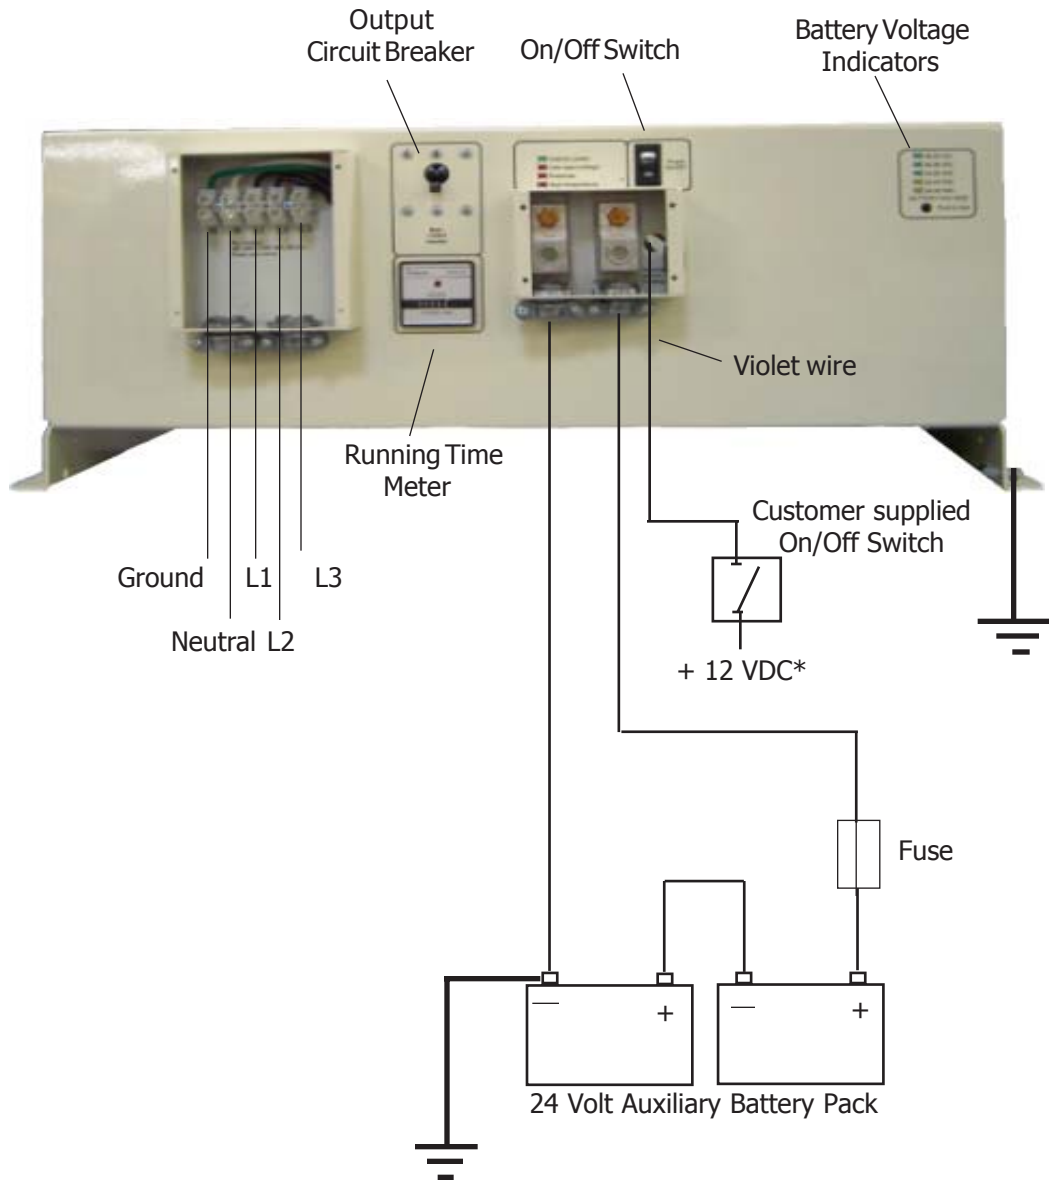 Output
Circuit Breaker
On/Off Switch
Battery Voltage
Indicators
Violet wire
Running Time
Meter
Customer supplied
On/Off Switch
Ground
L1
L3
Neutral
L2
+ 12 VDC*
Fuse
—
+
—
+
24 Volt Auxiliary Battery Pack